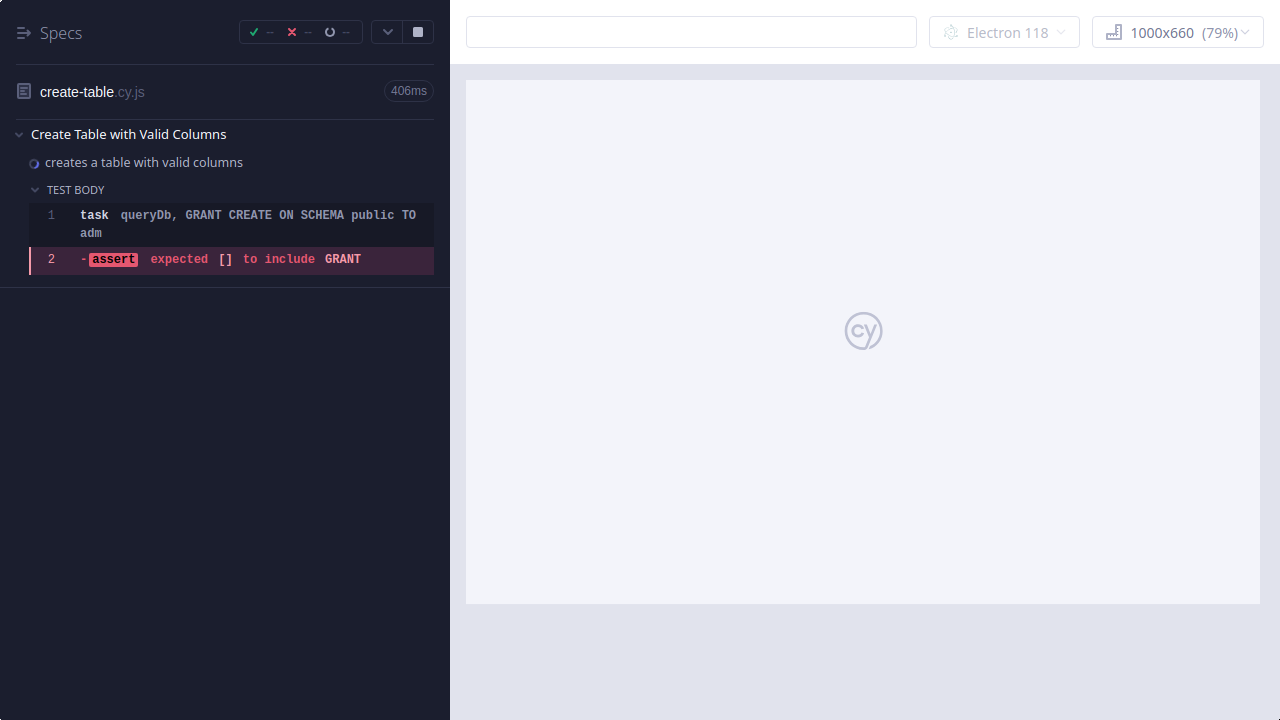 Specs
--
--
--
Electron 118
1000x660 (79%)
create-table.cy.js
406ms
Create Table with Valid Columns
creates a table with valid columns
TEST BODY
1 task queryDb, GRANT CREATE ON SCHEMA public TO
adm
2 -assert expected [] to include GRANT
cy